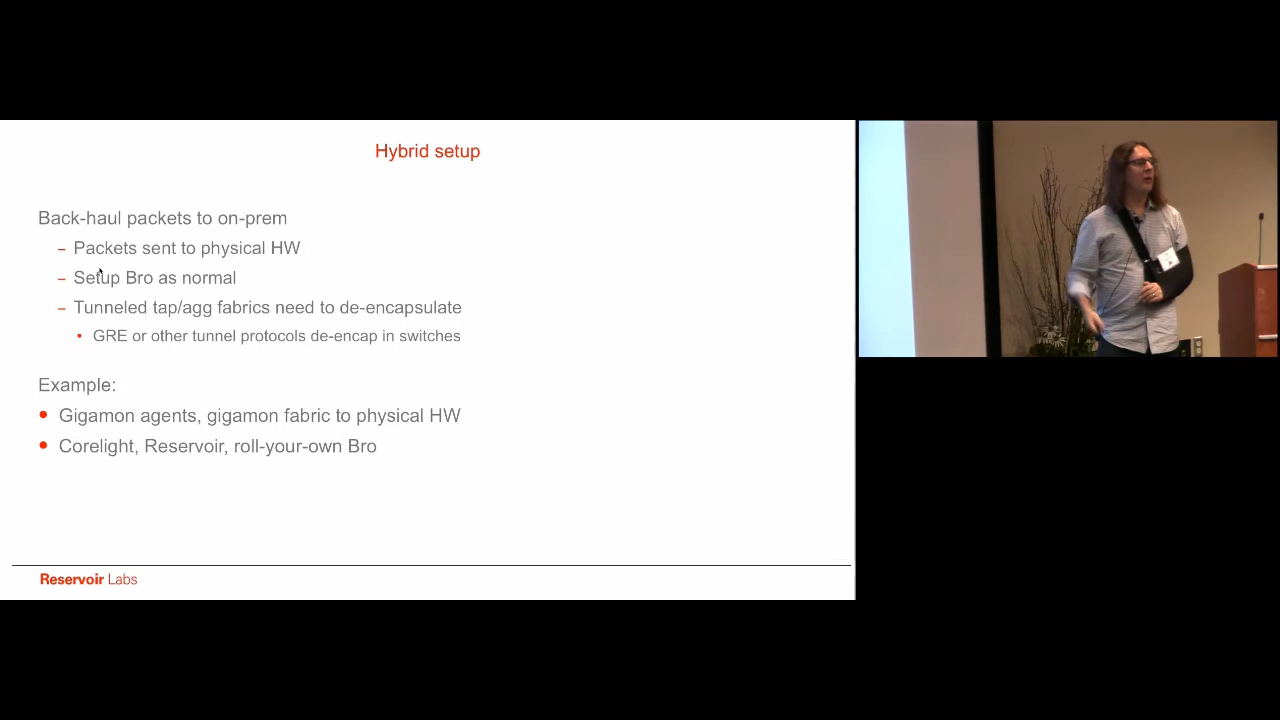 Hybrid setup
Back-haul packets to on-prem
– Packets sent to physical HW
– Setup Bro as normal
– Tunneled tap/agg fabrics need to de-encapsulate
• GRE or other tunnel protocols de-encap in switches
Example:
• Gigamon agents, gigamon fabric to physical HW
• Corelight, Reservoir, roll-your-own Bro
Reservoir Labs